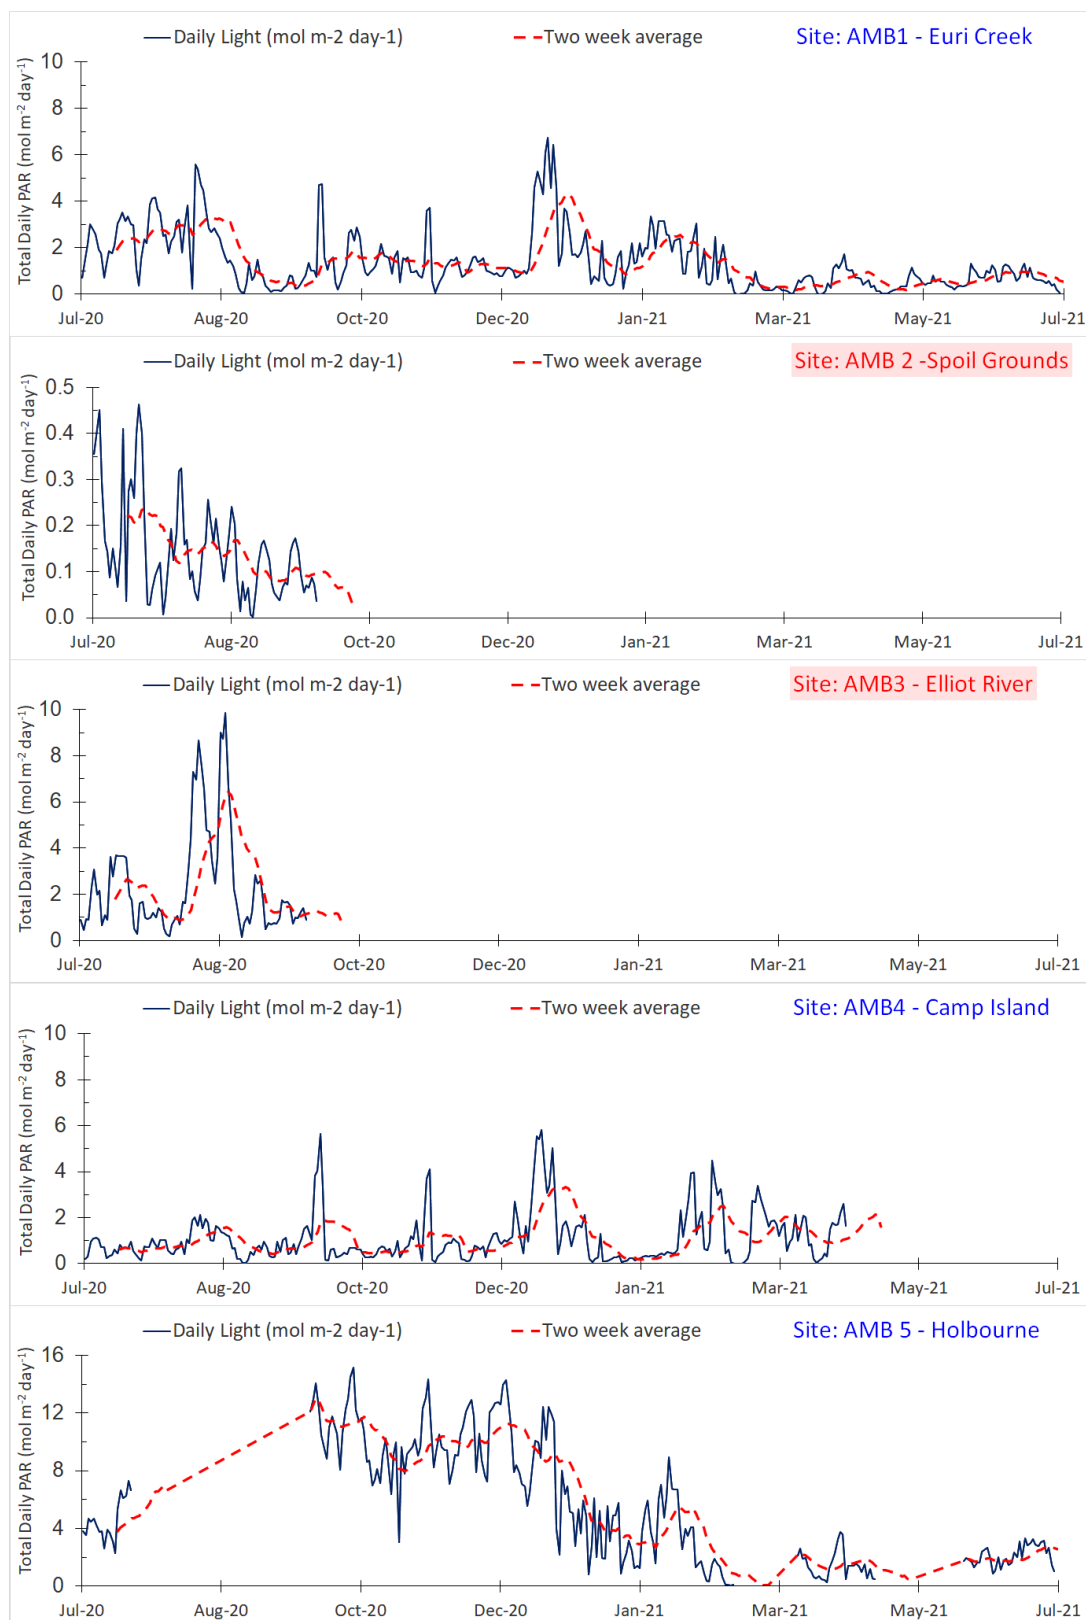 Daily Light (mol m-2 day-1) Two week average Site: AMB1 - Euri Creek
Total Daily PAR (mol m⁻² day⁻¹)
10
8
6
4
2
0
Jul-20 Aug-20 Oct-20 Dec-20 Jan-21 Mar-21 May-21 Jul-21
Daily Light (mol m-2 day-1) Two week average Site: AMB 2 -Spoil Grounds
Total Daily PAR (mol m⁻² day⁻¹)
0.5
0.4
0.3
0.2
0.1
0.0
Jul-20 Aug-20 Oct-20 Dec-20 Jan-21 Mar-21 May-21 Jul-21
Daily Light (mol m-2 day-1) Two week average Site: AMB3 - Elliot River
Total Daily PAR (mol m⁻² day⁻¹)
10
8
6
4
2
0
Jul-20 Aug-20 Oct-20 Dec-20 Jan-21 Mar-21 May-21 Jul-21
Daily Light (mol m-2 day-1) Two week average Site: AMB4 - Camp Island
Total Daily PAR (mol m⁻² day⁻¹)
10
8
6
4
2
0
Jul-20 Aug-20 Oct-20 Dec-20 Jan-21 Mar-21 May-21 Jul-21
Daily Light (mol m-2 day-1) Two week average Site: AMB 5 - Holbourne
Total Daily PAR (mol m⁻² day⁻¹)
16
12
8
4
0
Jul-20 Aug-20 Oct-20 Dec-20 Jan-21 Mar-21 May-21 Jul-21